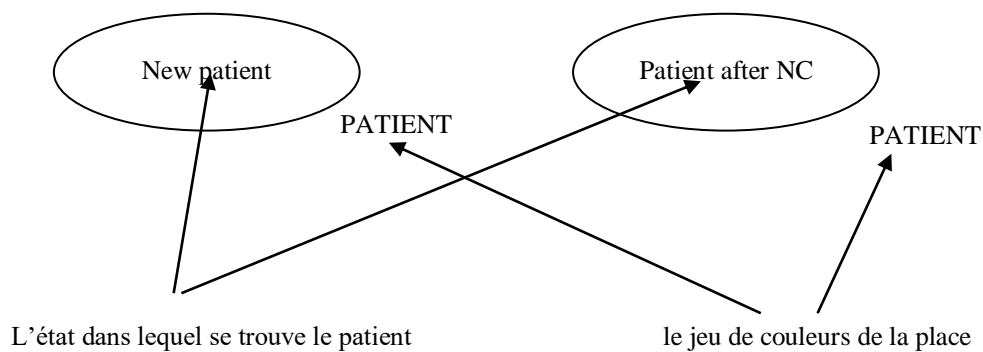 New patient
Patient after NC
PATIENT
PATIENT
L'état dans lequel se trouve le patient
le jeu de couleurs de la place